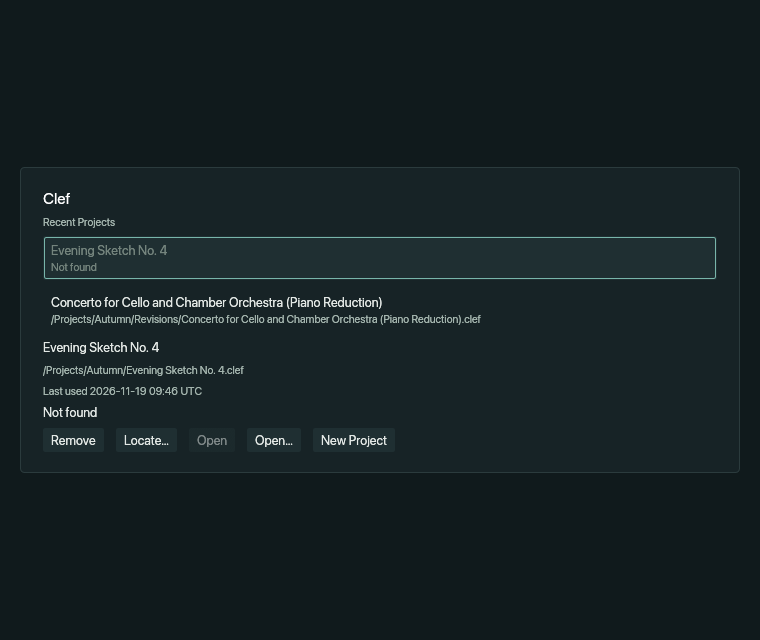 Clef
Recent Projects
Evening Sketch No. 4
Not found
Concerto for Cello and Chamber Orchestra (Piano Reduction)
/Projects/Autumn/Revisions/Concerto for Cello and Chamber Orchestra (Piano Reduction).clef
Evening Sketch No. 4
/Projects/Autumn/Evening Sketch No. 4.clef
Last used 2026-11-19 09:46 UTC
Not found
Remove Locate... Open Open... New Project